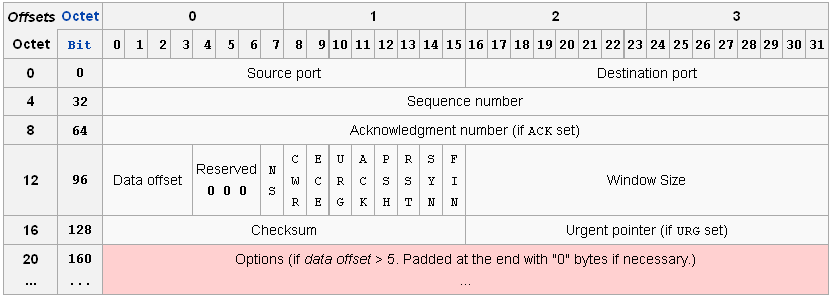 Offsets Octet 0 1 2 3
Octet Bit 0 1 2 3 4 5 6 7 8 9 10 11 12 13 14 15 16 17 18 19 20 21 22 23 24 25 26 27 28 29 30 31
0 0 Source port Destination port
4 32 Sequence number
8 64 Acknowledgment number (if ACK set)
12 96 Data offset Reserved 0 0 0 NS CWR ECE URG ACK PSH RST SYN FIN Window Size
16 128 Checksum Urgent pointer (if URG set)
20 160 Options (if data offset > 5. Padded at the end with "0" bytes if necessary.)
... ... ...